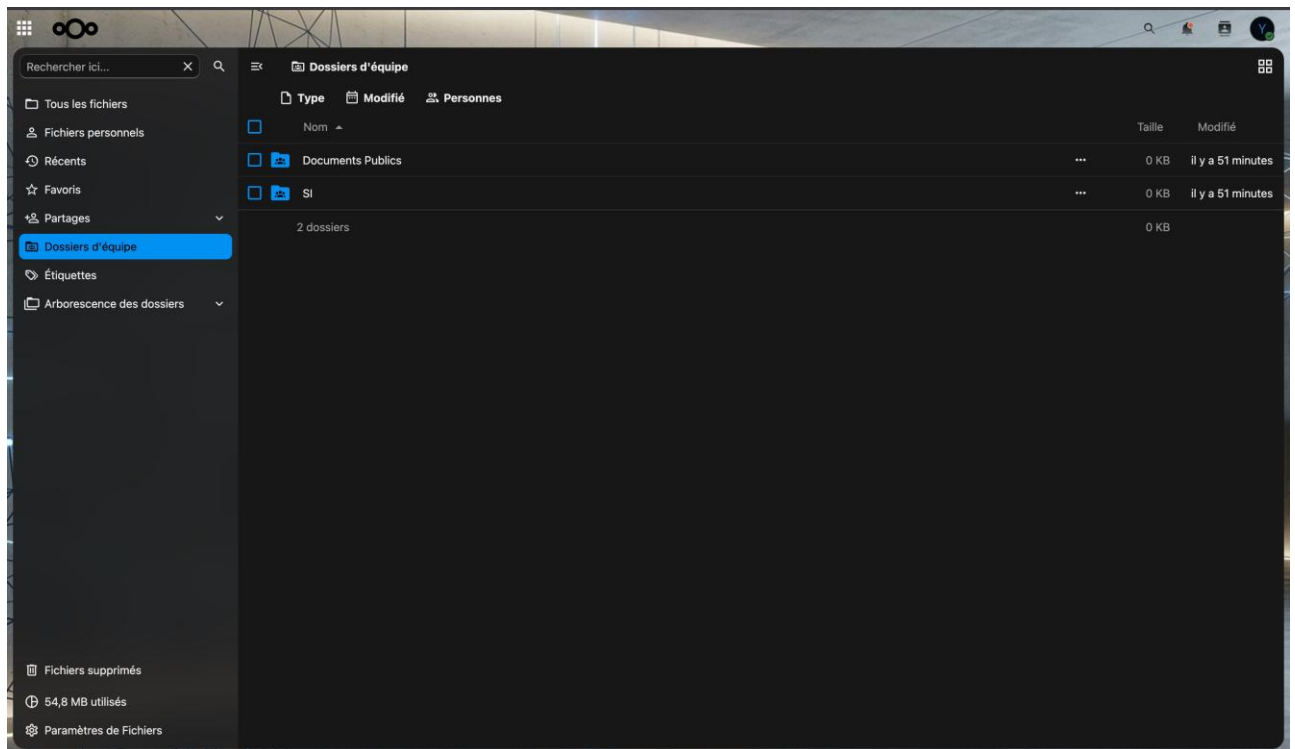 Rechercher ici...
Dossiers d'équipe
Tous les fichiers
Type Modifié Personnes
Fichiers personnels
Nom Taille Modifié
Récents
Documents Publics ••• 0 KB il y a 51 minutes
Favoris
SI ••• 0 KB il y a 51 minutes
Partages
2 dossiers 0 KB
Dossiers d'équipe
Étiquettes
Arborescence des dossiers
Fichiers supprimés
54,8 MB utilisés
Paramètres de Fichiers
Y